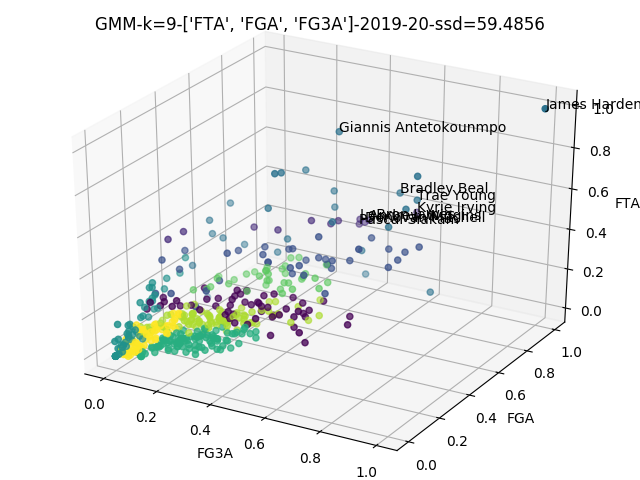 GMM-k=9-['FTA', 'FGA', 'FG3A']-2019-20-ssd=59.4856
James Harden
Giannis Antetokounmpo
Bradley Beal
Trae Young
Kyrie Irving
Pascal Siakam
1.0
0.8
0.6
FTA
0.4
0.2
0.0
1.0
0.8
0.6
0.4
FGA
0.2
0.0
0.0
0.2
0.4
0.6
0.8
1.0
FG3A